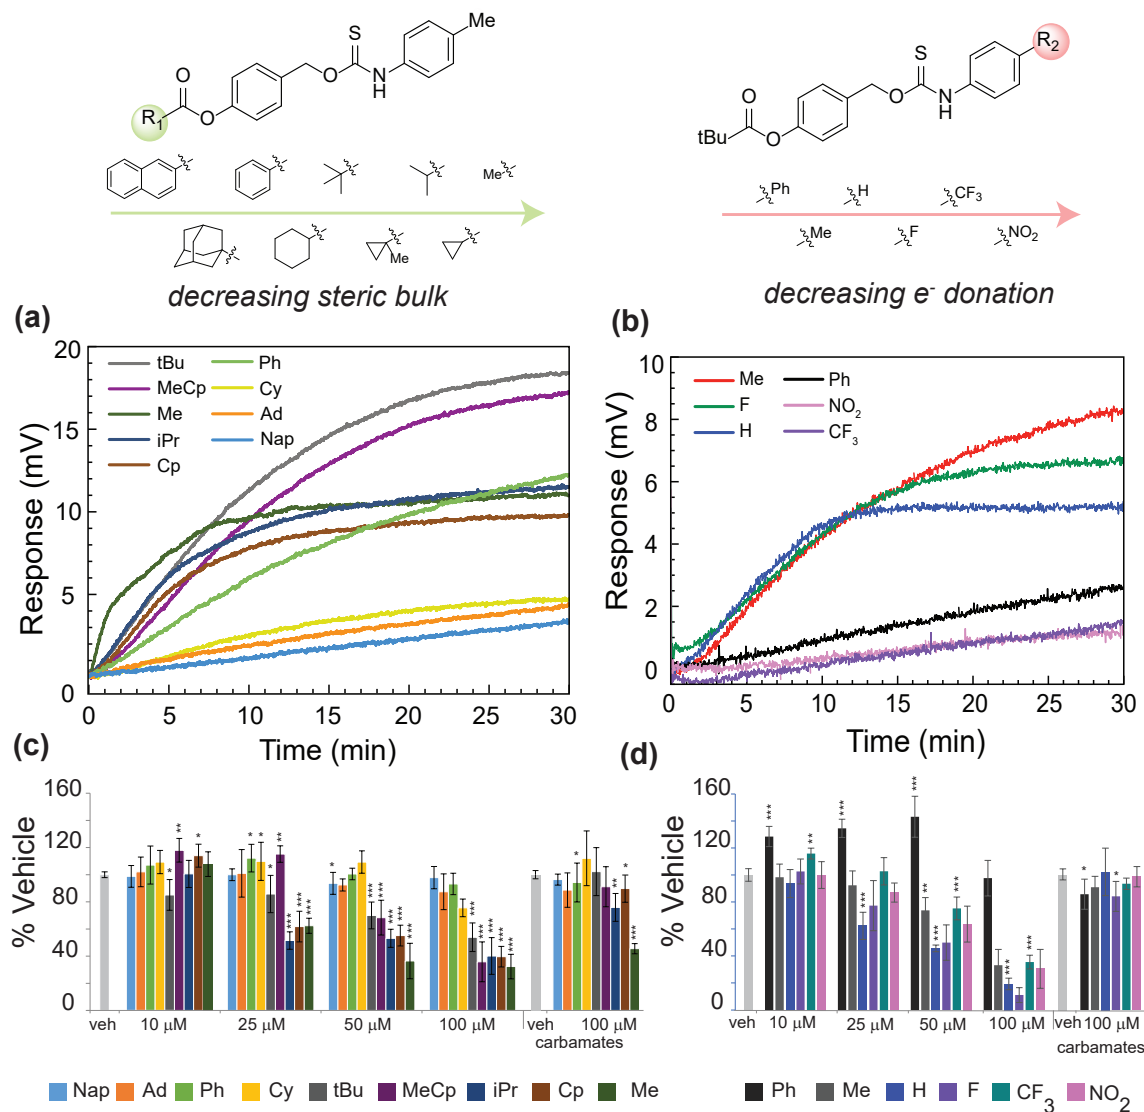 S
Me
O
O
N
H
R1
O
Me
Me
decreasing steric bulk
S
R2
O
O
N
H
tBu
O
Ph
H
CF3
Me
F
NO2
decreasing e- donation
(a)
20
15
10
5
0
Response (mV)
tBu
MeCp
Me
iPr
Cp
Ph
Cy
Ad
Nap
0 5 10 15 20 25 30
Time (min)
(b)
10
8
6
4
2
0
Response (mV)
Me
F
H
Ph
NO2
CF3
0 5 10 15 20 25 30
Time (min)
(c)
160
120
80
40
0
% Vehicle
* ** *
* * * ** *** *** ***
* *** *** *** *** ***
*** *** *** *** ***
* ** * ***
veh 10 μM 25 μM 50 μM 100 μM veh 100 μM
carbamates
Nap Ad Ph Cy tBu MeCp iPr Cp Me
(d)
160
120
80
40
0
% Vehicle
*** **
*** ***
*** ** *** ***
*** ***
* *
veh 10 μM 25 μM 50 μM 100 μM veh 100 μM
carbamates
Ph Me H F CF3 NO2